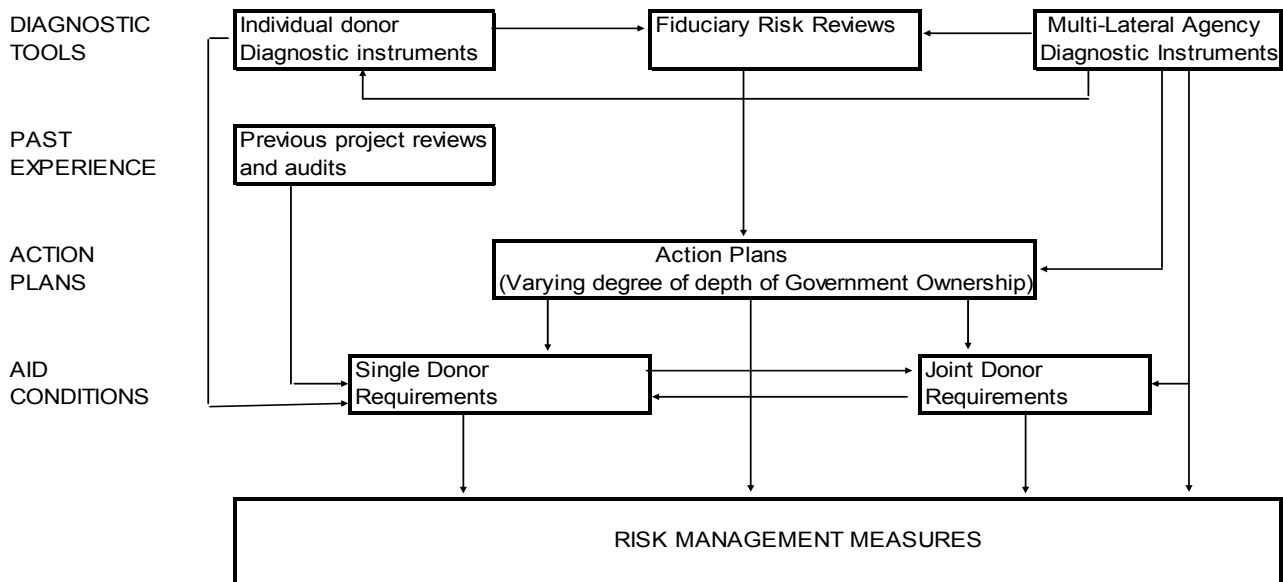 DIAGNOSTIC
TOOLS
Individual donor
Diagnostic instruments
Fiduciary Risk Reviews
Multi-Lateral Agency
Diagnostic Instruments
PAST
EXPERIENCE
Previous project reviews
and audits
ACTION
PLANS
Action Plans
(Varying degree of depth of Government Ownership)
AID
CONDITIONS
Single Donor
Requirements
Joint Donor
Requirements
RISK MANAGEMENT MEASURES